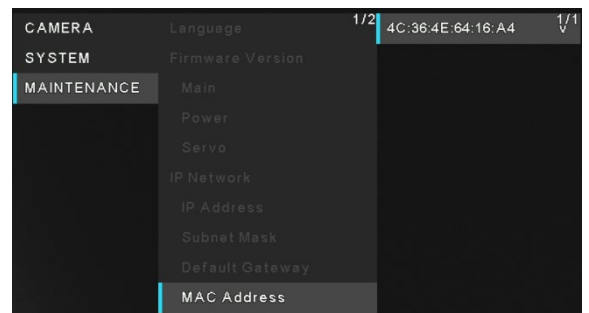 CAMERA
SYSTEM
MAINTENANCE
Language
1/2
Firmware Version
Main
Power
Servo
IP Network
IP Address
Subnet Mask
Default Gateway
MAC Address
4C:36:4E:64:16:A4
1/1
v